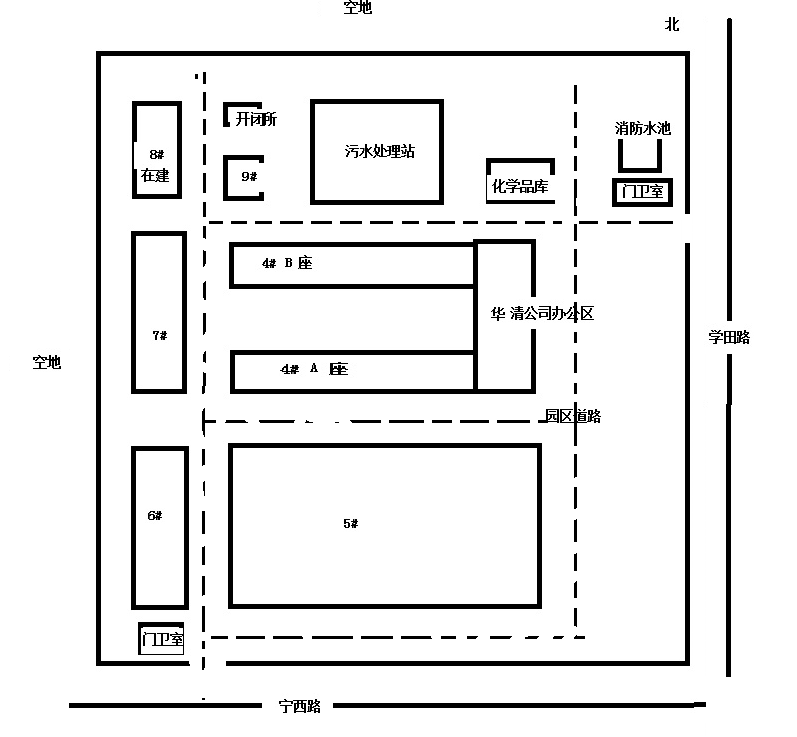 空地
北
开闭所
消防水池
8#
在建
9#
污水处理站
化学品库
门卫室
4# B 座
华 清公司办公区
7#
学田路
空地
4# A 座
园区道路
6#
5#
门卫室
宁西路